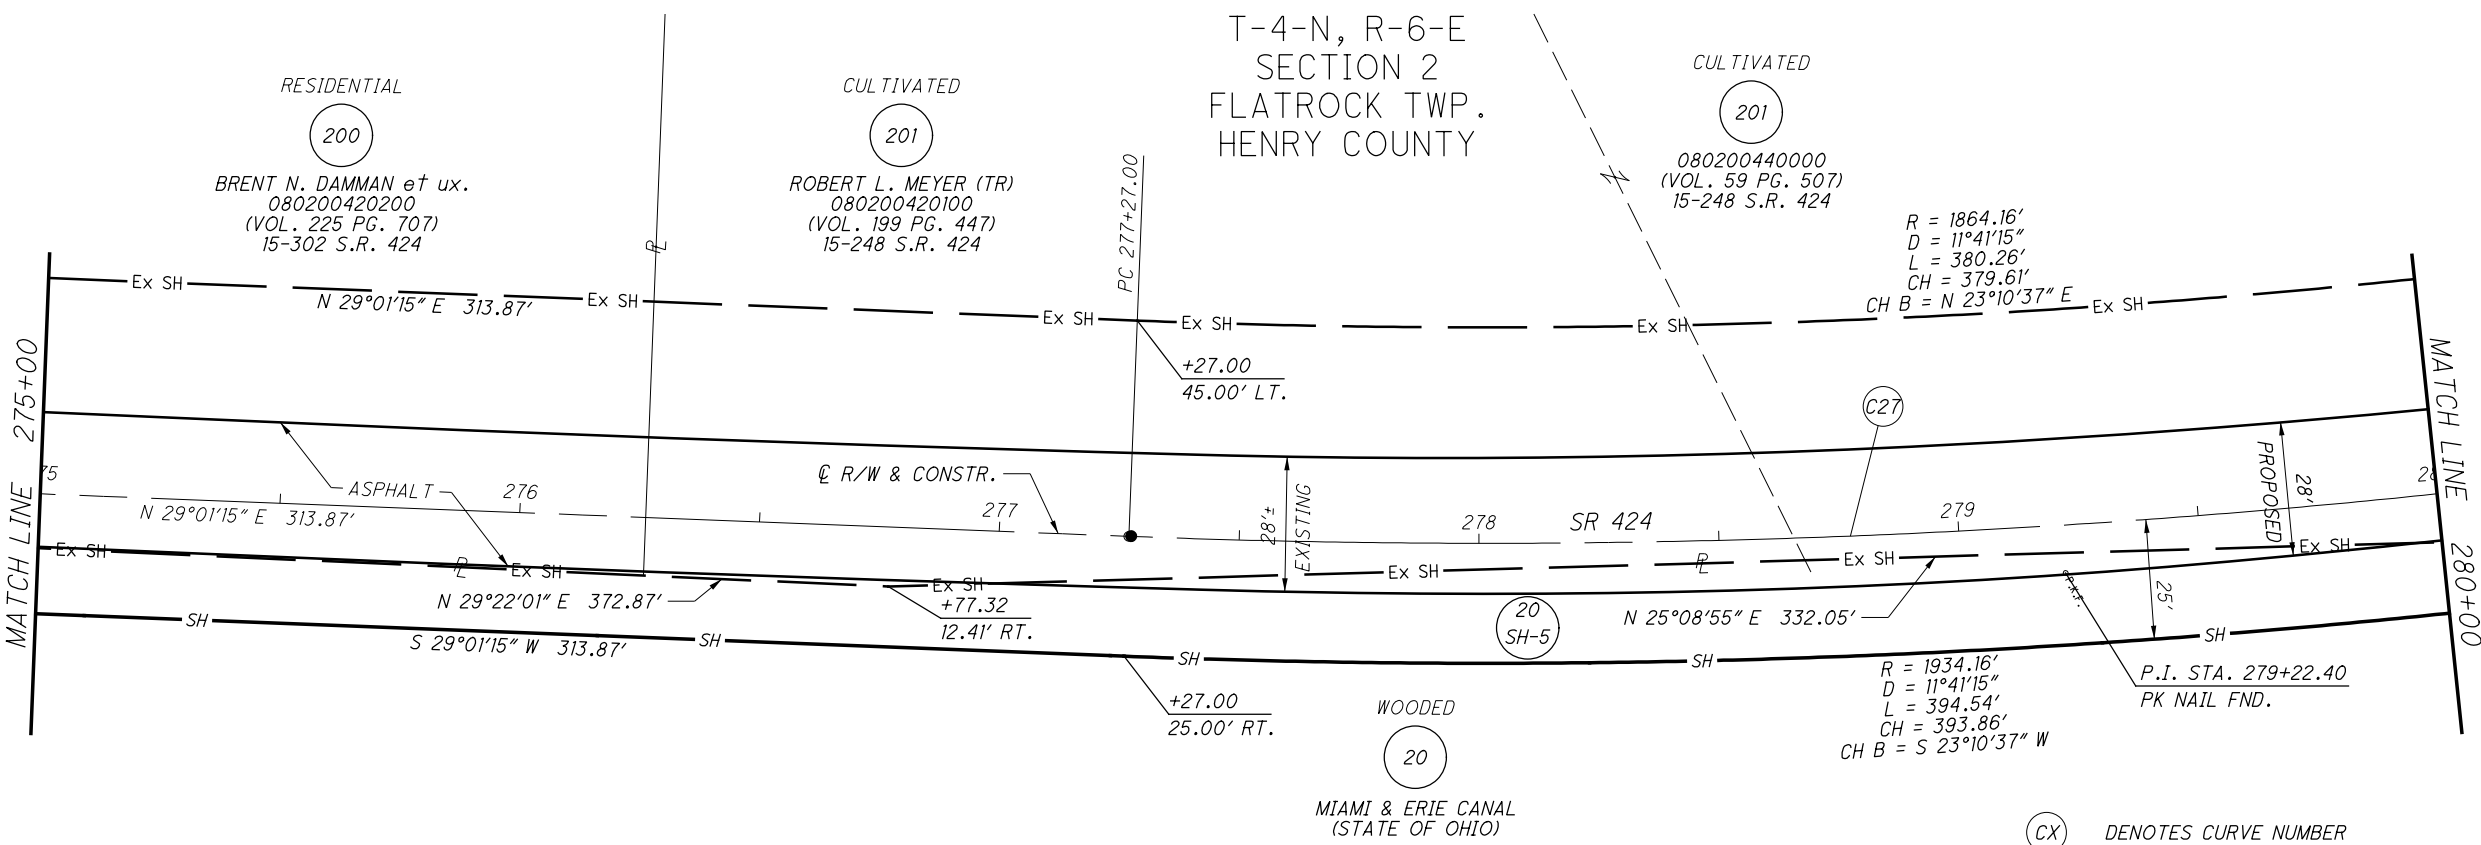 T-4-N, R-6-E
SECTION 2
FLATROCK TWP.
HENRY COUNTY
RESIDENTIAL
200
BRENT N. DAMMAN et ux.
080200420200
(VOL. 225 PG. 707)
15-302 S.R. 424
CULTIVATED
201
ROBERT L. MEYER (TR)
080200420100
(VOL. 199 PG. 447)
15-248 S.R. 424
PC 277+27.00
CULTIVATED
201
080200440000
(VOL. 59 PG. 507)
15-248 S.R. 424
R = 1864.16'
D = 11°41'15"
L = 380.26'
CH = 379.61'
CH B = N 23°10'37" E
PL
Ex SH
Ex SH
Ex SH
Ex SH
Ex SH
Ex SH
N 29°01'15" E 313.87'
+27.00
45.00' LT.
MATCH LINE 275+00
MATCH LINE 280+00
C27
75
ASPHALT
276
℄ R/W & CONSTR.
277
28'±
EXISTING
278
SR 424
279
PROPOSED
28'
28
N 29°01'15" E 313.87'
Ex SH
PL
Ex SH
Ex SH
Ex SH
PL
Ex SH
Ex SH
N 29°22'01" E 372.87'
+77.32
12.41' RT.
20
SH-5
N 25°08'55" E 332.05'
25'
SH
SH
SH
SH
SH
S 29°01'15" W 313.87'
+27.00
25.00' RT.
R = 1934.16'
D = 11°41'15"
L = 394.54'
CH = 393.86'
CH B = S 23°10'37" W
P.I. STA. 279+22.40
PK NAIL FND.
WOODED
20
MIAMI & ERIE CANAL
(STATE OF OHIO)
CX DENOTES CURVE NUMBER